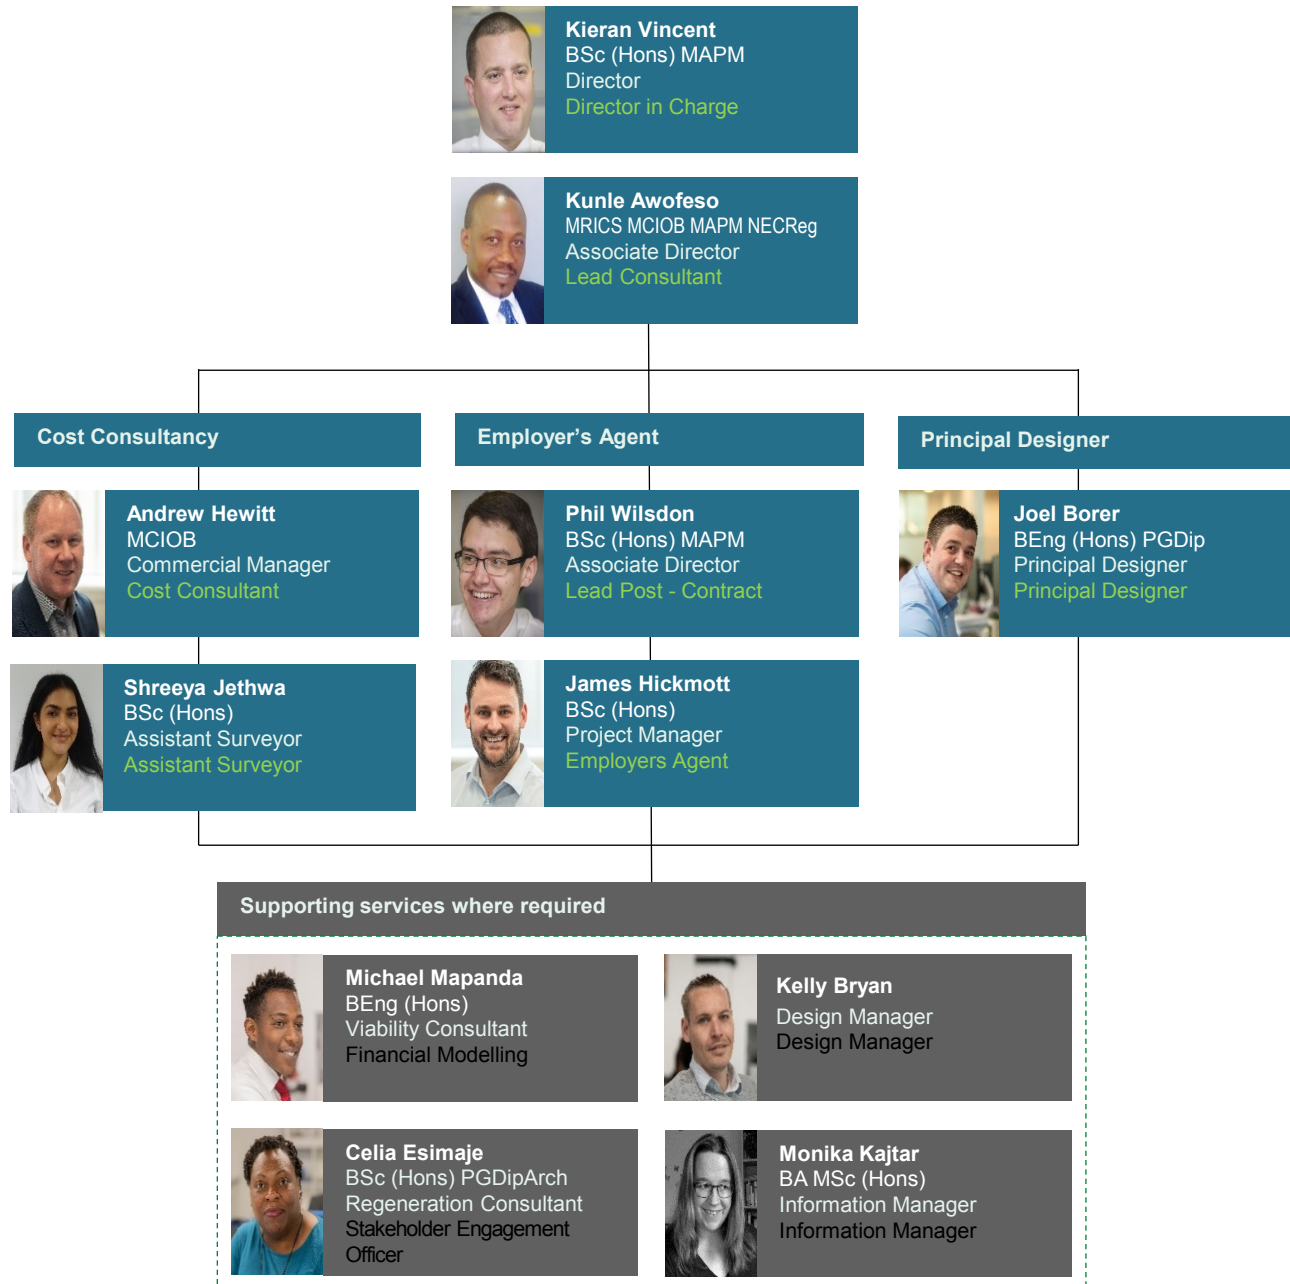 Kieran Vincent
BSc (Hons) MAPM
Director
Director in Charge
Kunle Awofeso
MRICS MCIOB MAPM NECReg
Associate Director
Lead Consultant
Cost Consultancy
Employer’s Agent
Principal Designer
Andrew Hewitt
MCIOB
Commercial Manager
Cost Consultant
Phil Wilsdon
BSc (Hons) MAPM
Associate Director
Lead Post - Contract
Joel Borer
BEng (Hons) PGDip
Principal Designer
Principal Designer
Shreeya Jethwa
BSc (Hons)
Assistant Surveyor
Assistant Surveyor
James Hickmott
BSc (Hons)
Project Manager
Employers Agent
Supporting services where required
Michael Mapanda
BEng (Hons)
Viability Consultant
Financial Modelling
Kelly Bryan
Design Manager
Design Manager
Celia Esimaje
BSc (Hons) PGDipArch
Regeneration Consultant
Stakeholder Engagement
Officer
Monika Kajtar
BA MSc (Hons)
Information Manager
Information Manager